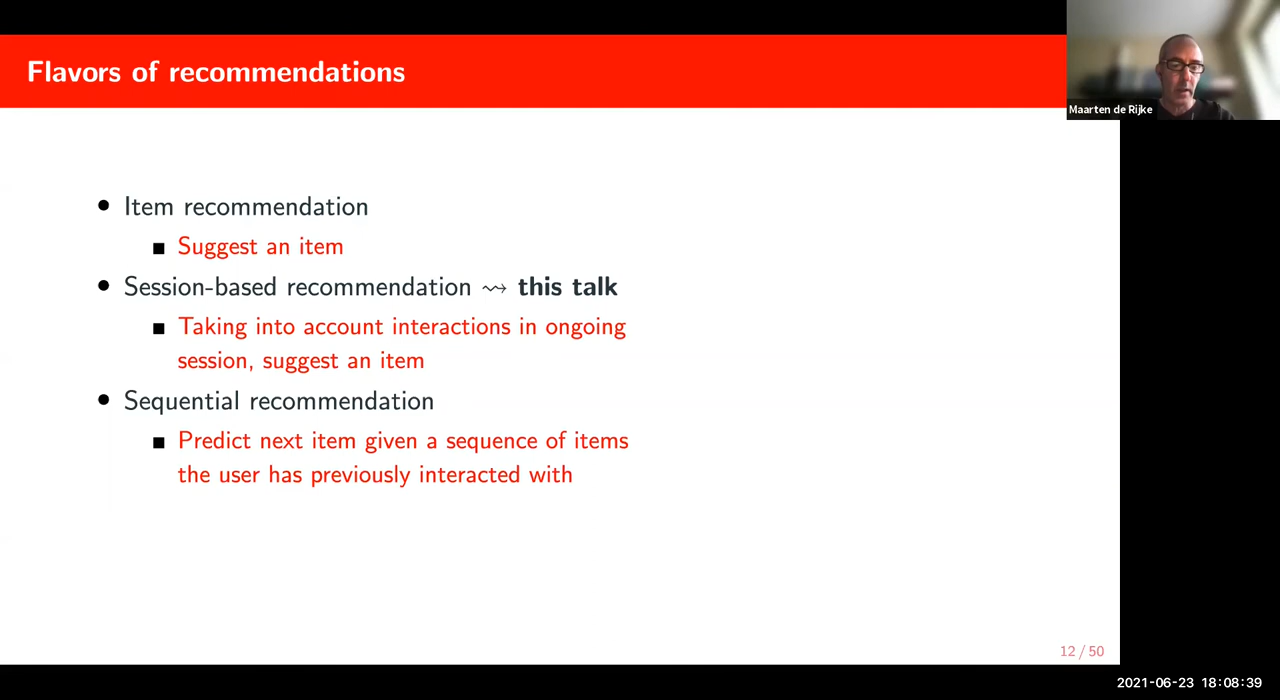 Flavors of recommendations
Maarten de Rijke
• Item recommendation
■ Suggest an item
• Session-based recommendation ⇝ this talk
■ Taking into account interactions in ongoing
session, suggest an item
• Sequential recommendation
■ Predict next item given a sequence of items
the user has previously interacted with
12 / 50
2021-06-23 18:08:39